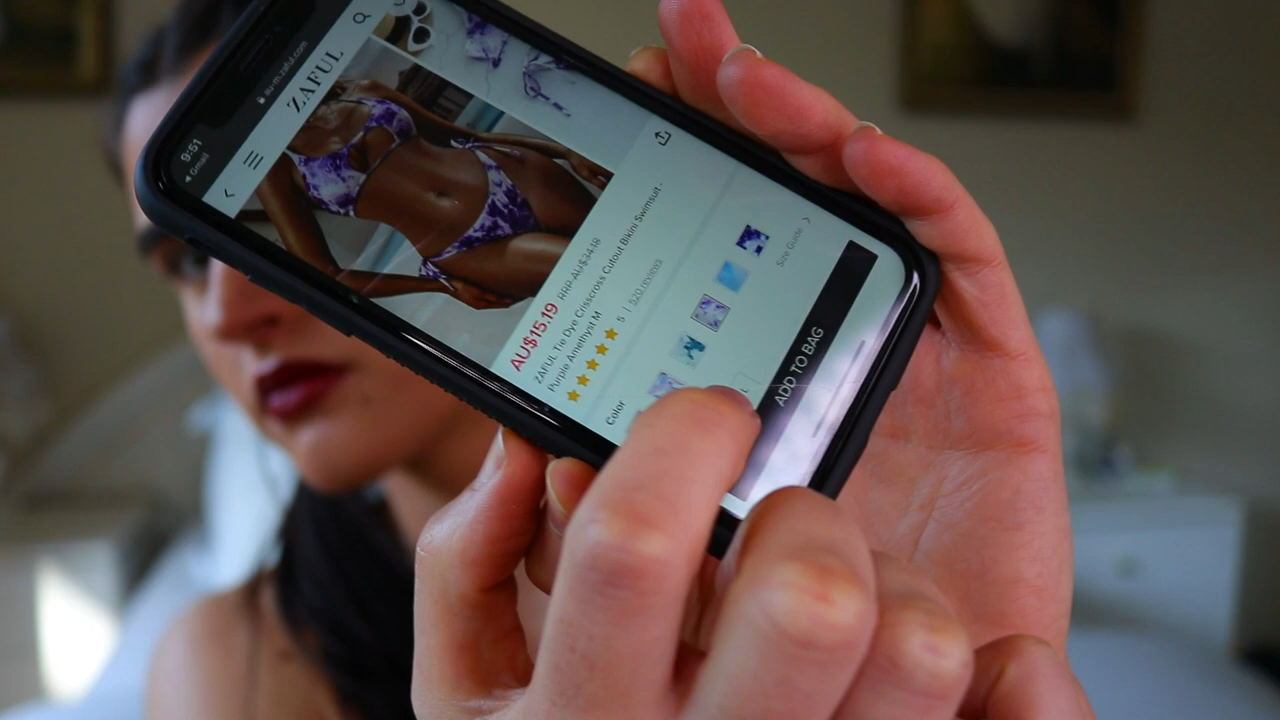 9:51
◄ Gmail
au-m.zaful.com
ZAFUL
AU$15.19 RRP AU$34.18
ZAFUL Tie Dye Crisscross Cutout Bikini Swimsuit -
Purple Amethyst M
5 | 520 reviews
Color
Size Guide >
L
ADD TO BAG